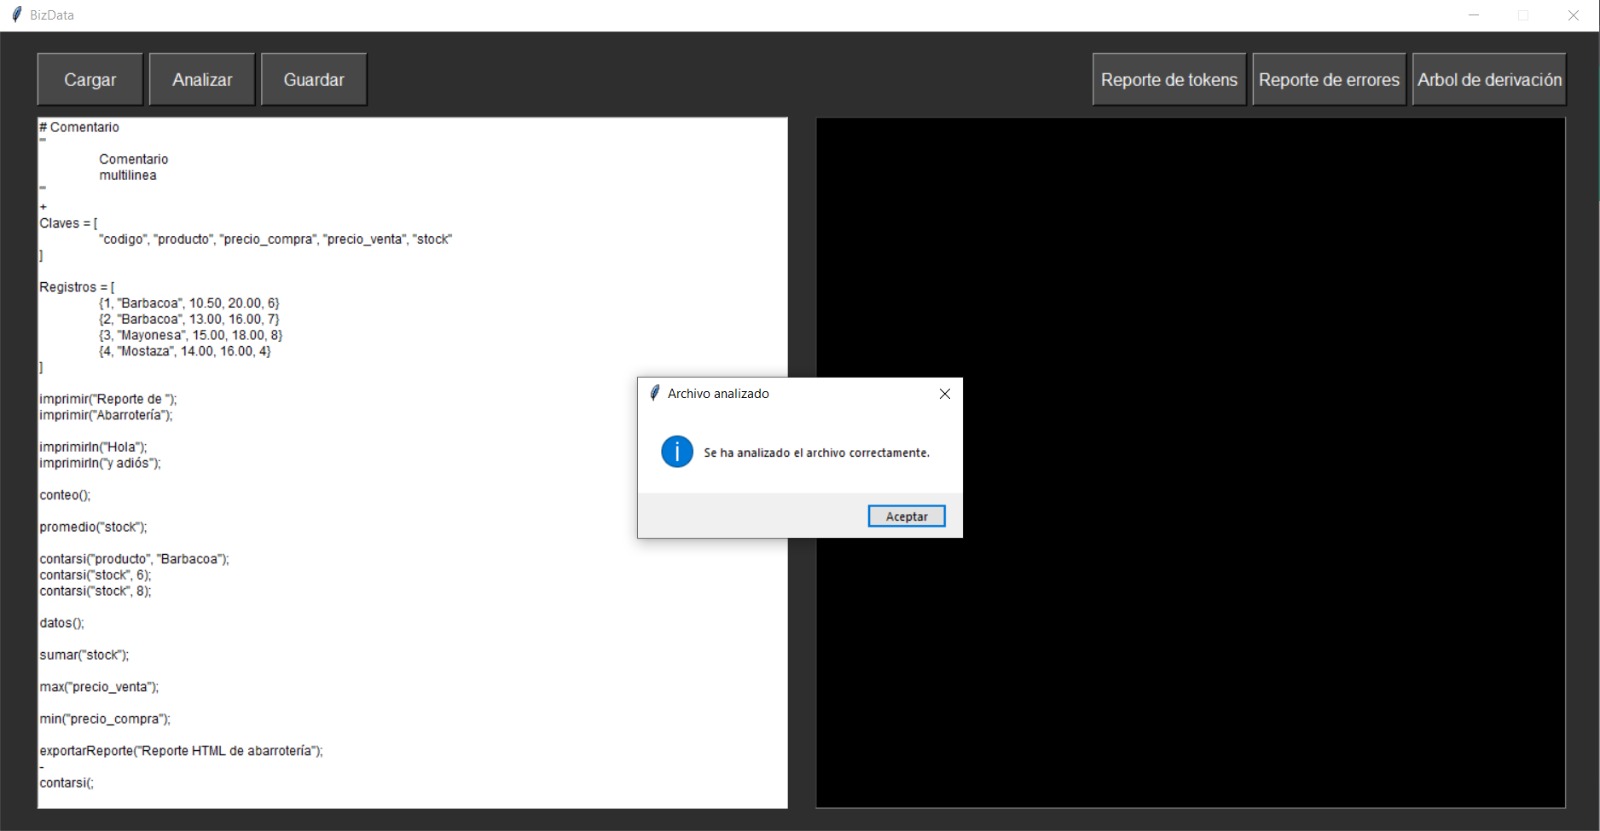 BizData
Cargar
Analizar
Guardar
Reporte de tokens
Reporte de errores
Arbol de derivación
# Comentario
'''
Comentario
multilinea
'''
+
Claves = [
"codigo", "producto", "precio_compra", "precio_venta", "stock"
]
Registros = [
{1, "Barbacoa", 10.50, 20.00, 6}
{2, "Barbacoa", 13.00, 16.00, 7}
{3, "Mayonesa", 15.00, 18.00, 8}
{4, "Mostaza", 14.00, 16.00, 4}
]
imprimir("Reporte de ");
imprimir("Abarrotería");
imprimirln("Hola");
imprimirln("y adiós");
conteo();
promedio("stock");
contarsi("producto", "Barbacoa");
contarsi("stock", 6);
contarsi("stock", 8);
datos();
sumar("stock");
max("precio_venta");
min("precio_compra");
exportarReporte("Reporte HTML de abarrotería");
-
contarsi(;
Archivo analizado
Se ha analizado el archivo correctamente.
Aceptar